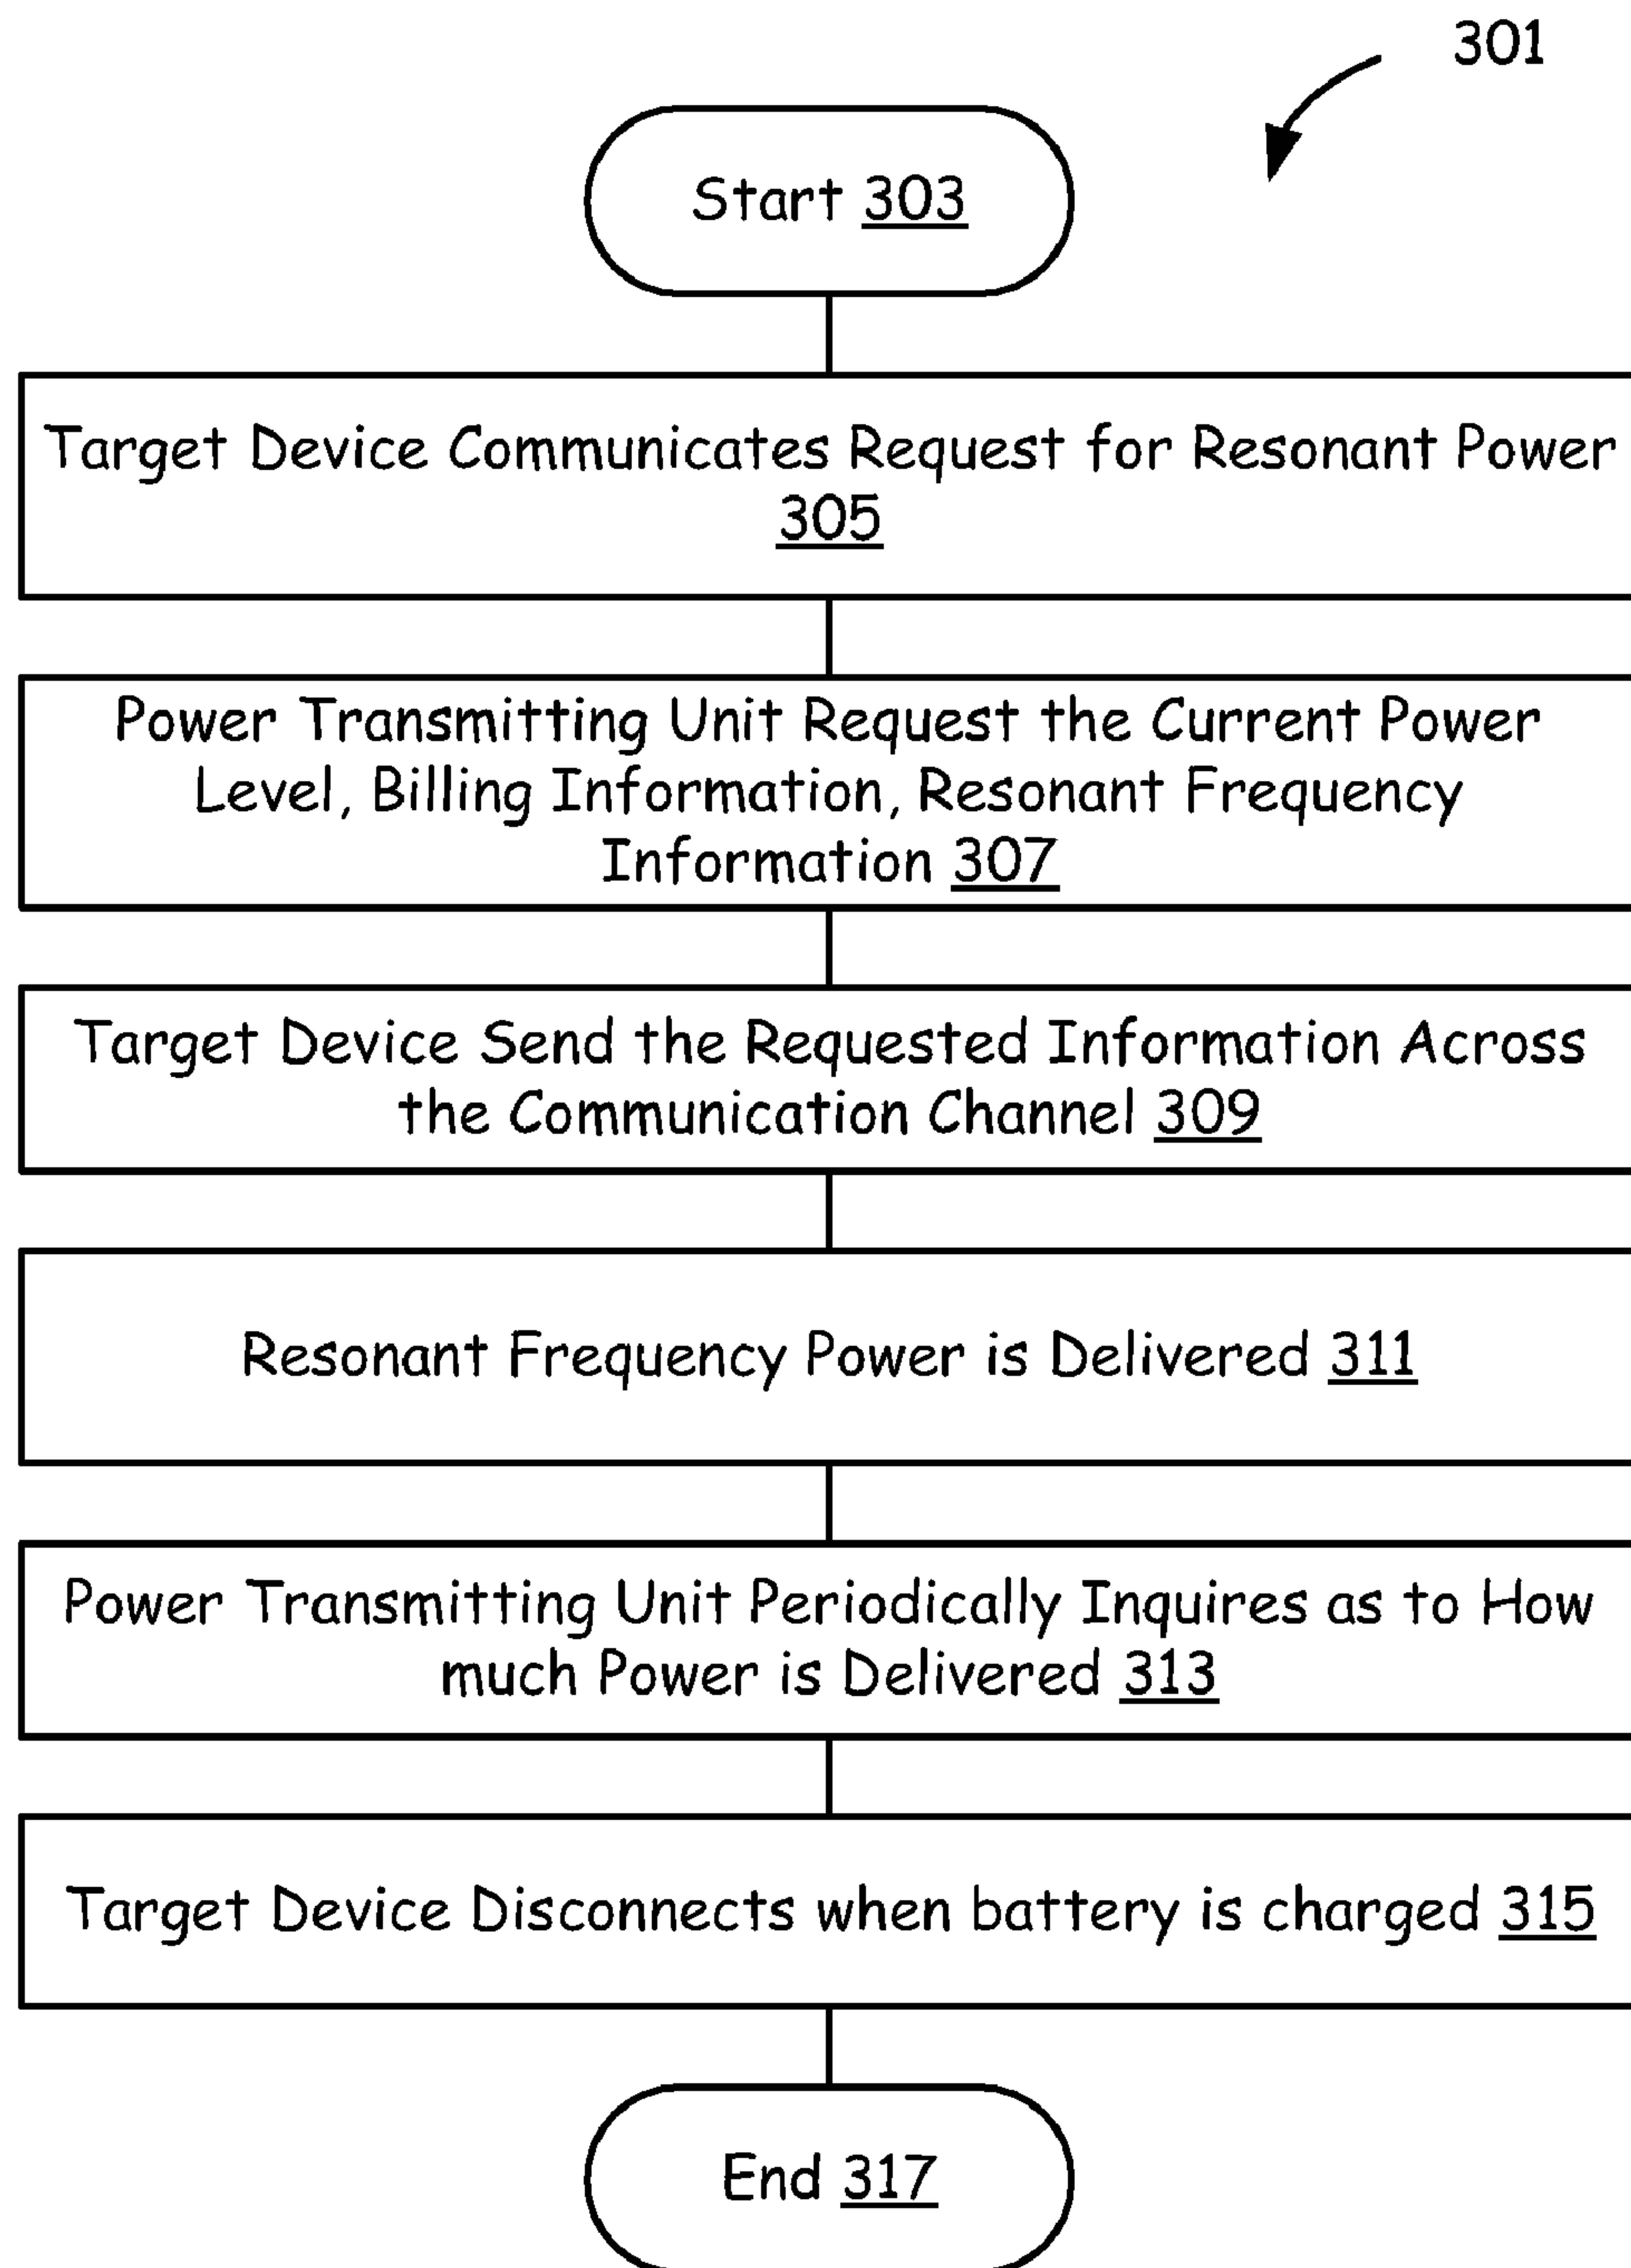 301
Start 303
Target Device Communicates Request for Resonant Power
305
Power Transmitting Unit Request the Current Power
Level, Billing Information, Resonant Frequency
Information 307
Target Device Send the Requested Information Across
the Communication Channel 309
Resonant Frequency Power is Delivered 311
Power Transmitting Unit Periodically Inquires as to How
much Power is Delivered 313
Target Device Disconnects when battery is charged 315
End 317